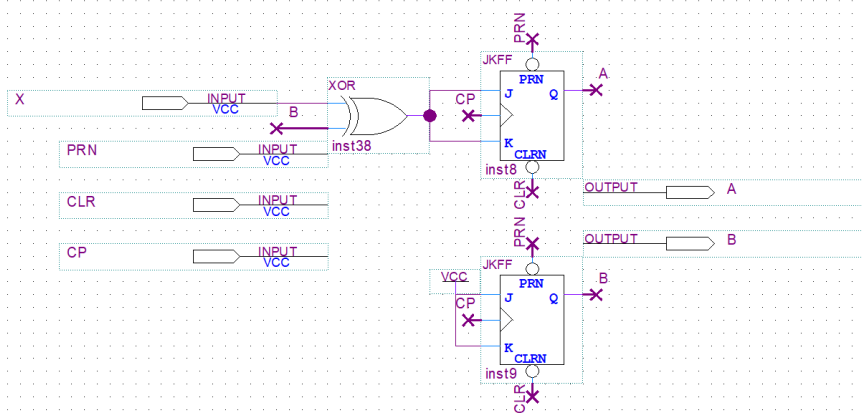 PRN
JKFF
PRN
A
XOR
X
INPUT
VCC
B
CP
J
Q
K
inst38
PRN
INPUT
VCC
CLRN
inst8
CLR
CLR
INPUT
VCC
OUTPUT
A
PRN
OUTPUT
B
CP
INPUT
VCC
JKFF
VCC
PRN
B
CP
J
Q
K
CLRN
inst9
CLR